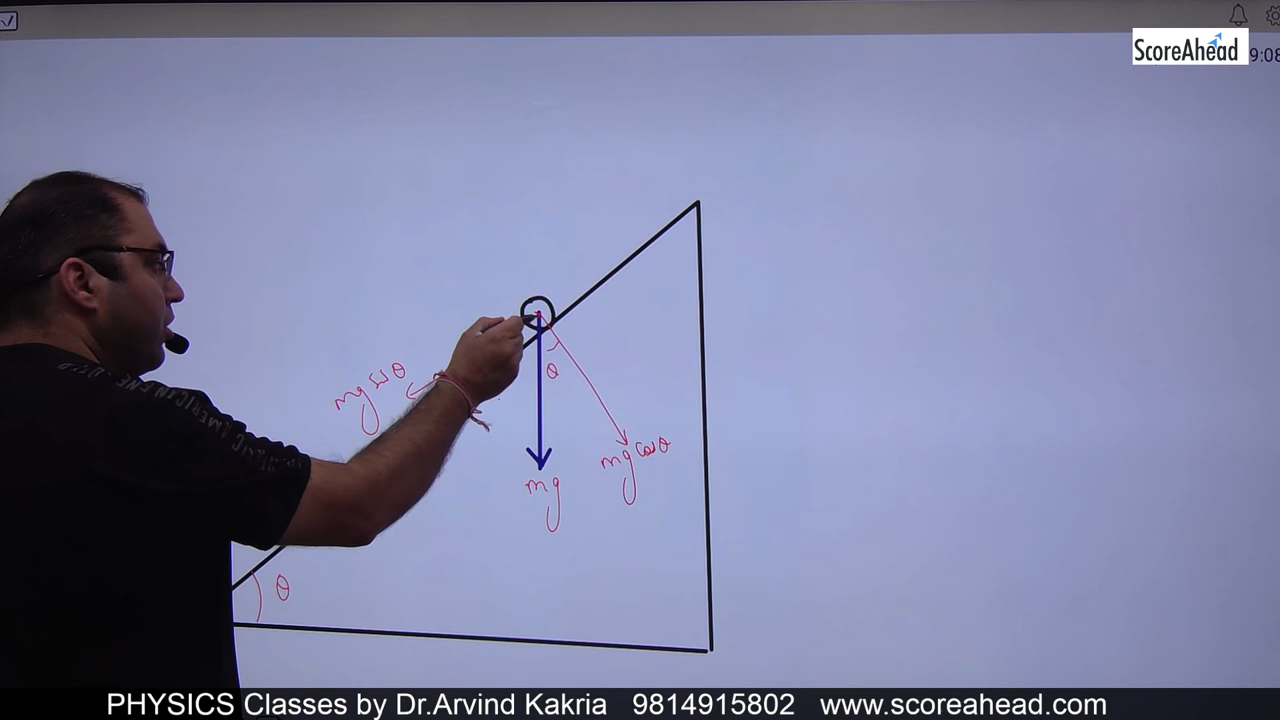 ScoreAhead
9:08
mg sinθ
θ
mg cosθ
mg
θ
PHYSICS Classes by Dr.Arvind Kakria 9814915802 www.scoreahead.com